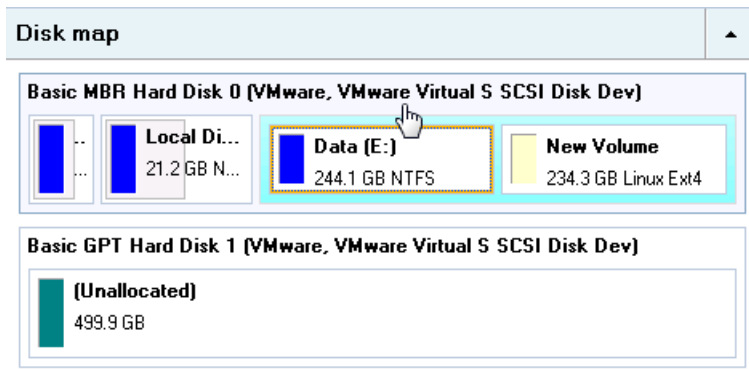 Disk map
Basic MBR Hard Disk 0 (VMware, VMware Virtual S SCSI Disk Dev)
..
...
Local Di...
21.2 GB N...
Data (E:)
244.1 GB NTFS
New Volume
234.3 GB Linux Ext4
Basic GPT Hard Disk 1 (VMware, VMware Virtual S SCSI Disk Dev)
(Unallocated)
499.9 GB